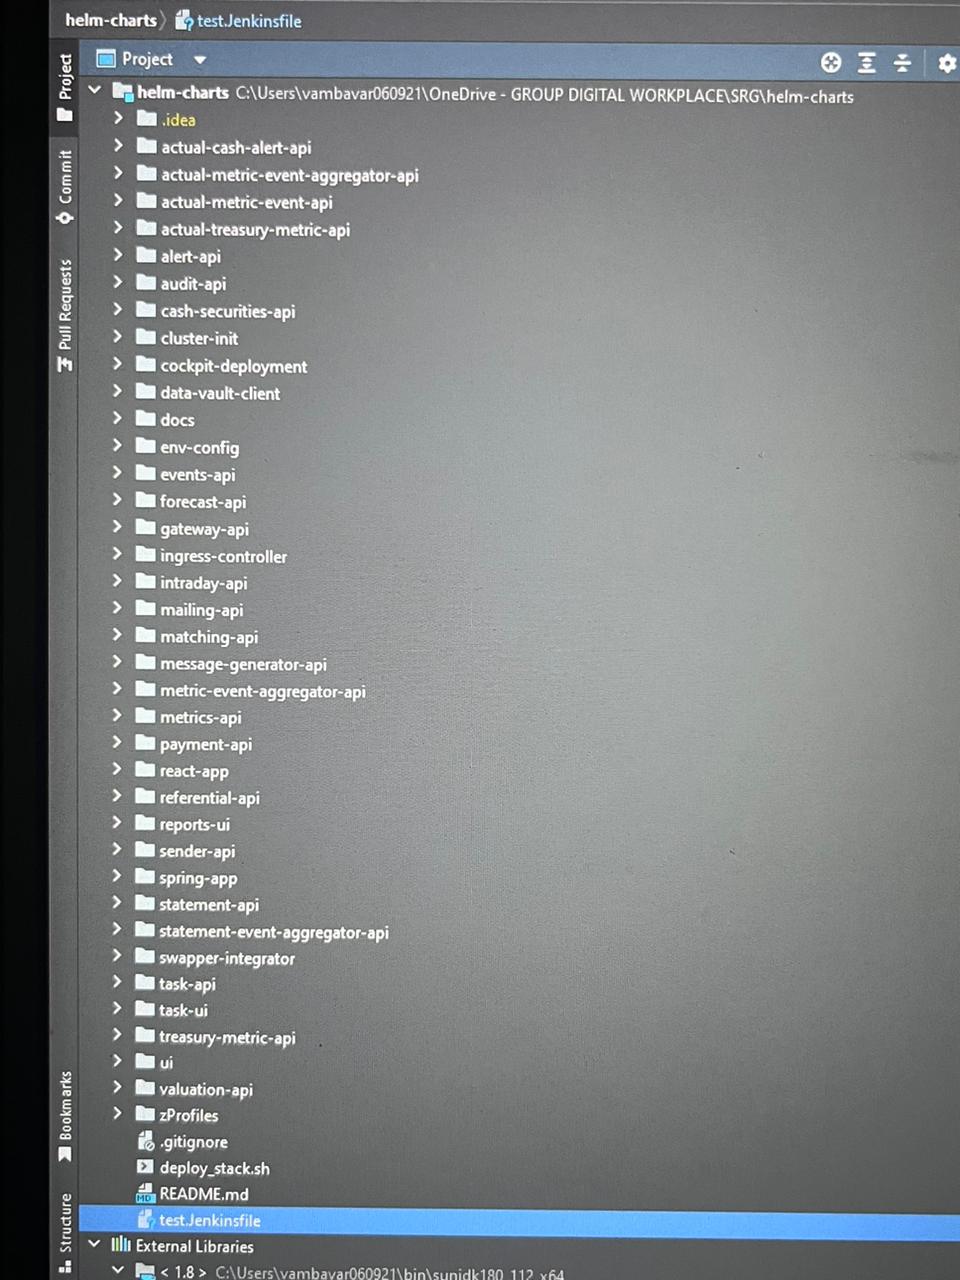 helm-charts
test.Jenkinsfile
Project
Project
Commit
Pull Requests
Bookmarks
Structure
helm-charts C:\Users\vambavar060921\OneDrive - GROUP DIGITAL WORKPLACE\SRG\helm-charts
.idea
actual-cash-alert-api
actual-metric-event-aggregator-api
actual-metric-event-api
actual-treasury-metric-api
alert-api
audit-api
cash-securities-api
cluster-init
cockpit-deployment
data-vault-client
docs
env-config
events-api
forecast-api
gateway-api
ingress-controller
intraday-api
mailing-api
matching-api
message-generator-api
metric-event-aggregator-api
metrics-api
payment-api
react-app
referential-api
reports-ui
sender-api
spring-app
statement-api
statement-event-aggregator-api
swapper-integrator
task-api
task-ui
treasury-metric-api
ui
valuation-api
zProfiles
.gitignore
deploy_stack.sh
MD README.md
test.Jenkinsfile
External Libraries
< 1.8 > C:\Users\vambavar060921\bin\sunjdk180_112_x64